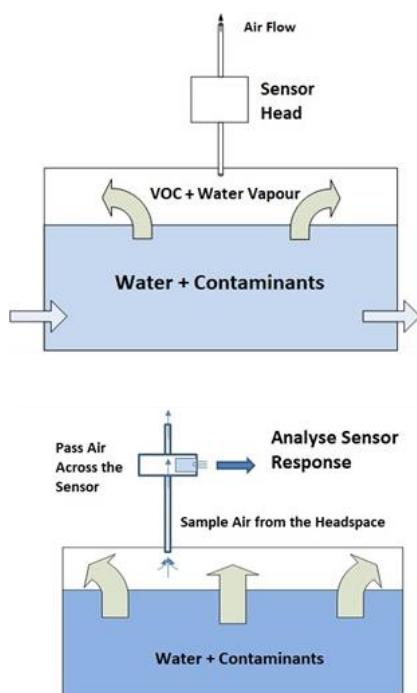 Air Flow
Sensor
Head
VOC + Water Vapour
Water + Contaminants
Pass Air
Across the
Sensor
Analyse Sensor
Response
Sample Air from the Headspace
Water + Contaminants